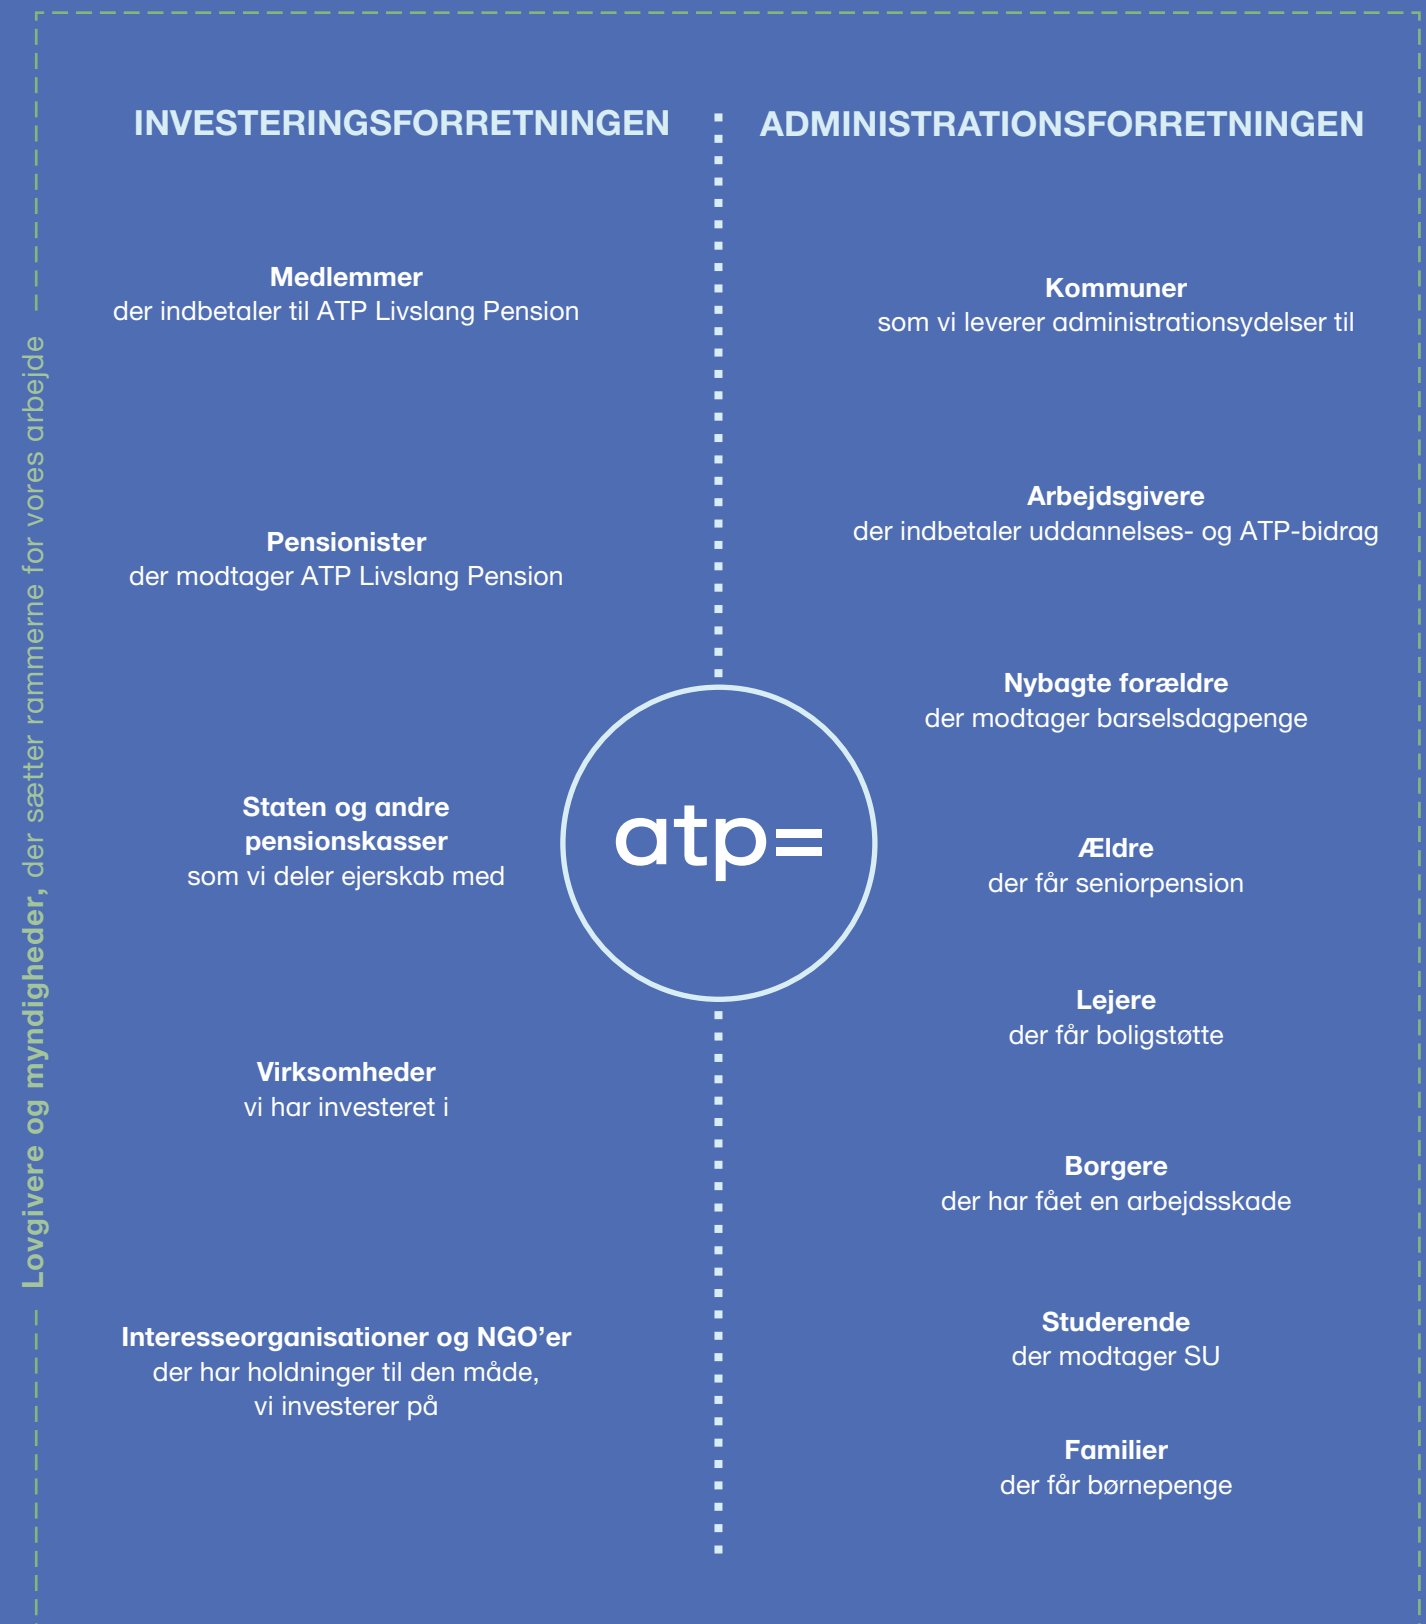 INVESTERINGSFORRETNINGEN
Medlemmer
der indbetaler til ATP Livslang Pension
Pensionister
der modtager ATP Livslang Pension
Staten og andre
pensionskasser
som vi deler ejerskab med
Virksomheder
vi har investeret i
Interesseorganisationer og NGO’er
der har holdninger til den måde,
vi investerer på
atp=
ADMINISTRATIONSFORRETNINGEN
Kommuner
som vi leverer administrationsydelser til
Arbejdsgivere
der indbetaler uddannelses- og ATP-bidrag
Nybagte forældre
der modtager barselsdagpenge
Ældre
der får seniorpension
Lejere
der får boligstøtte
Borgere
der har fået en arbejdsskade
Studerende
der modtager SU
Familier
der får børnepenge
Lovgivere og myndigheder, der sætter rammerne for vores arbejde